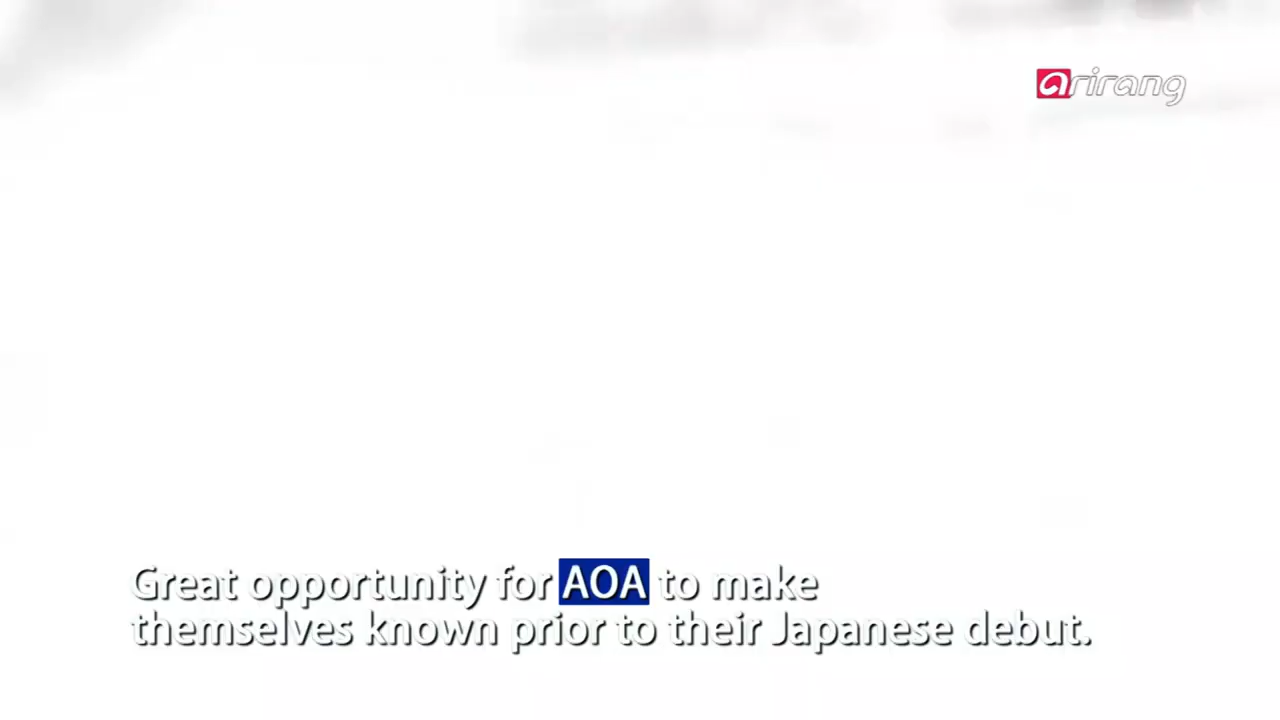 arirang
Great opportunity for AOA to make
themselves known prior to their Japanese debut.